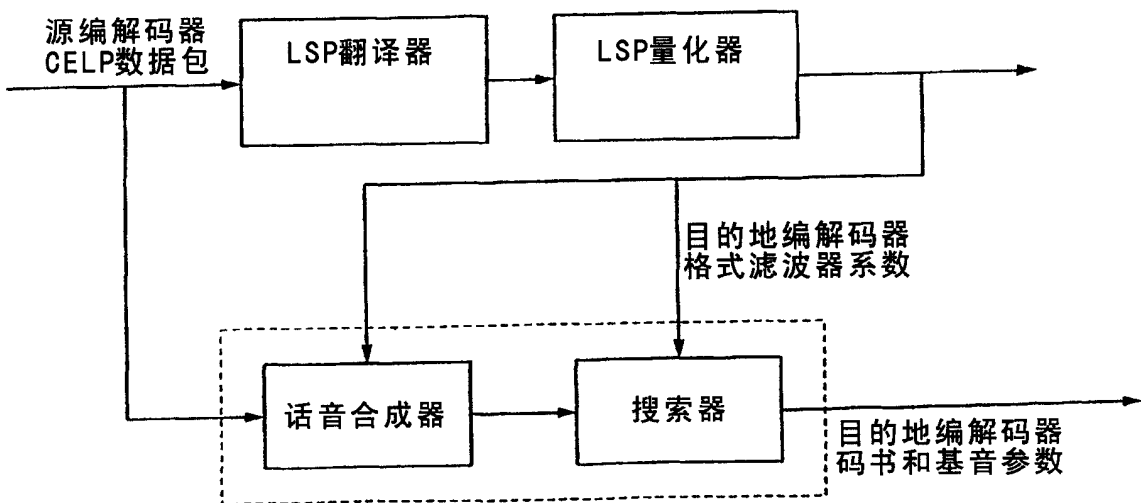 源编解码器
CELP数据包
LSP翻译器
LSP量化器
目的地编解码器
格式滤波器系数
话音合成器
搜索器
目的地编解码器
码书和基音参数